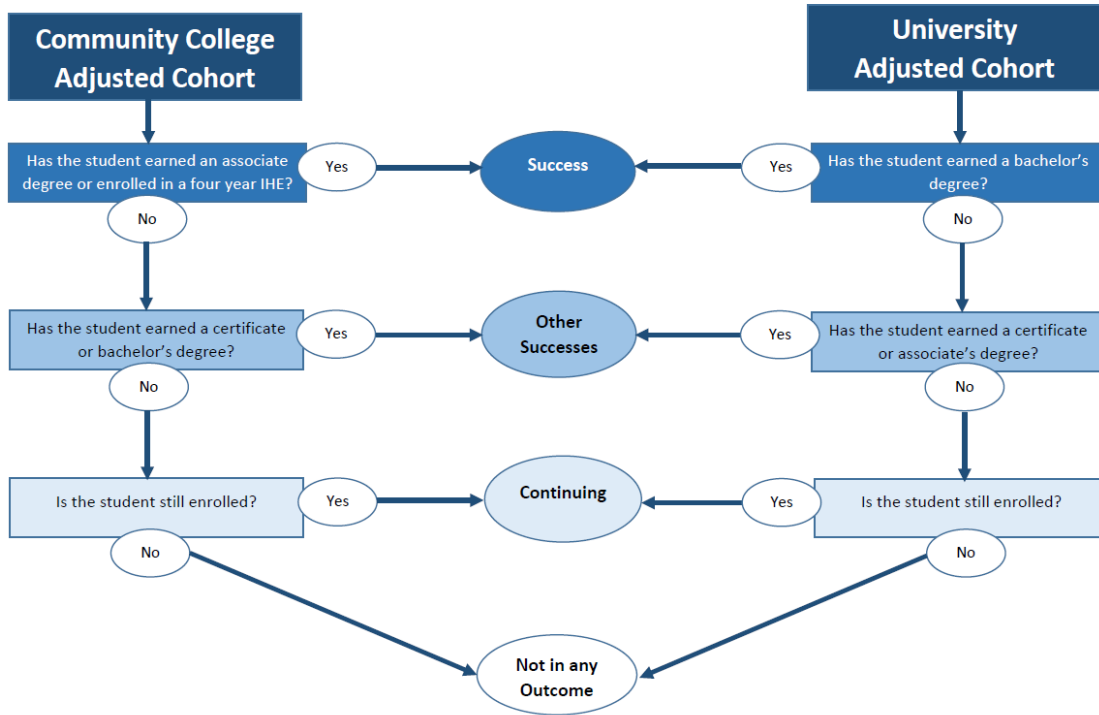 Community College
Adjusted Cohort
University
Adjusted Cohort
Has the student earned an associate
degree or enrolled in a four year IHE?
Yes
Success
Yes
Has the student earned a bachelor's
degree?
No
No
Has the student earned a certificate
or bachelor's degree?
Yes
Other
Successes
Yes
Has the student earned a certificate
or associate's degree?
No
No
Is the student still enrolled?
Yes
Continuing
Yes
Is the student still enrolled?
No
No
Not in any
Outcome